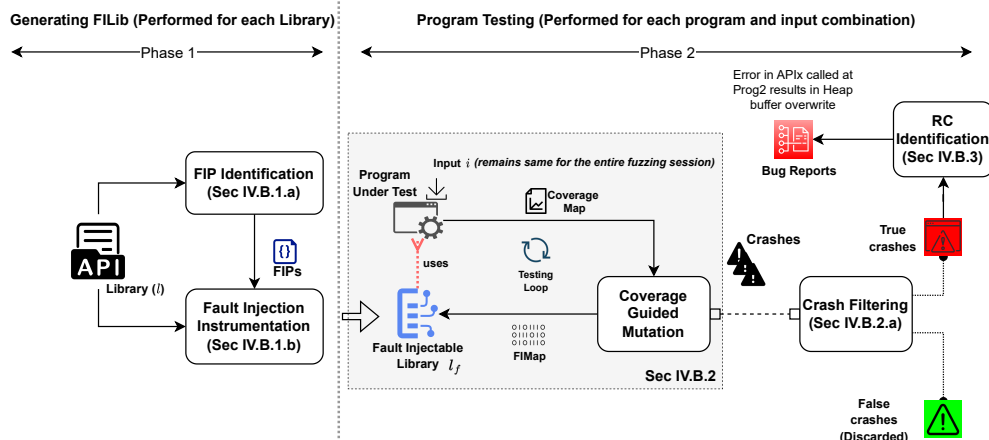 Generating FILib (Performed for each Library)
Program Testing (Performed for each program and input combination)
Phase 1
Phase 2
Error in APIx called at
Prog2 results in Heap
buffer overwrite
RC
Identification
(Sec IV.B.3)
Bug Reports
FIP Identification
(Sec IV.B.1.a)
Input i (remains same for the entire fuzzing session)
Program
Under Test
Coverage
Map
True
crashes
Crashes
{}
FIPs
API
Library (l)
uses
Testing
Loop
Fault Injection
Instrumentation
(Sec IV.B.1.b)
Coverage
Guided
Mutation
Crash Filtering
(Sec IV.B.2.a)
010III0
IIII0I0
0I0II0I
FIMap
Fault Injectable
Library l_f
Sec IV.B.2
False
crashes
(Discarded)